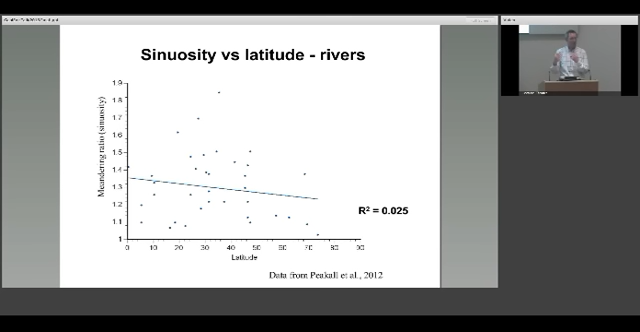 Sinuosity vs latitude - rivers
Meandering ratio (sinuosity)
1.9
1.8
1.7
1.6
1.5
1.4
1.3
1.2
1.1
1
0 10 20 30 40 50 60 70 80 90
Latitude
R² = 0.025
Data from Peakall et al., 2012
Video